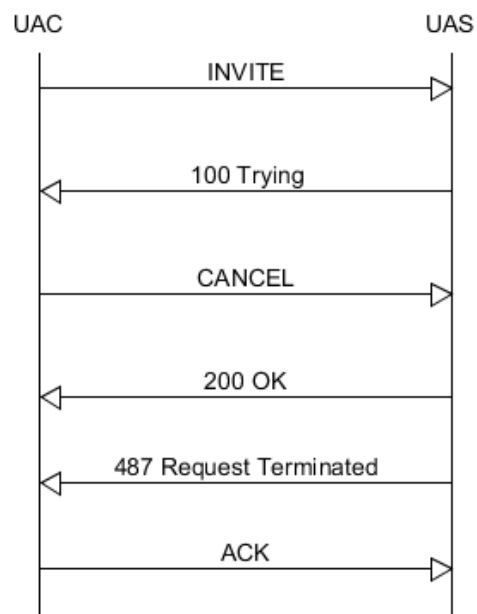 UAC UAS
INVITE
100 Trying
CANCEL
200 OK
487 Request Terminated
ACK